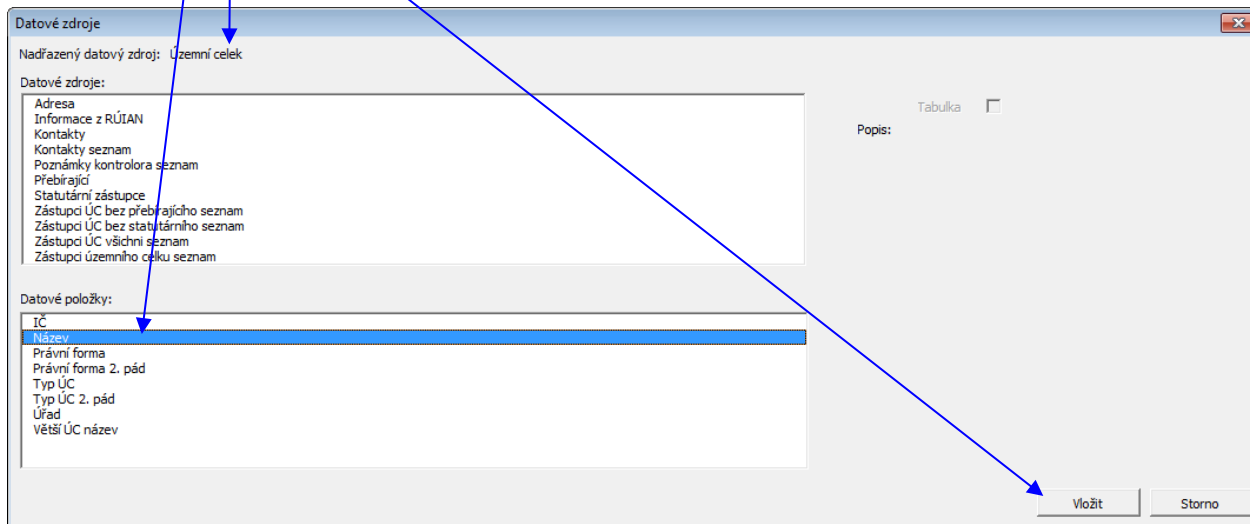 Datové zdroje
Nadřazený datový zdroj: Územní celek
Datové zdroje:
Adresa
Informace z RÚIAN
Kontakty
Kontakty seznam
Poznámky kontrolora seznam
Přebírající
Statutární zástupce
Zástupci ÚC bez přebírajícího seznam
Zástupci ÚC bez statutárního seznam
Zástupci ÚC všichni seznam
Zástupci územního celku seznam
Tabulka
Popis:
Datové položky:
IČ
Název
Právní forma
Právní forma 2. pád
Typ ÚC
Typ ÚC 2. pád
Úřad
Větší ÚC název
Vložit Storno